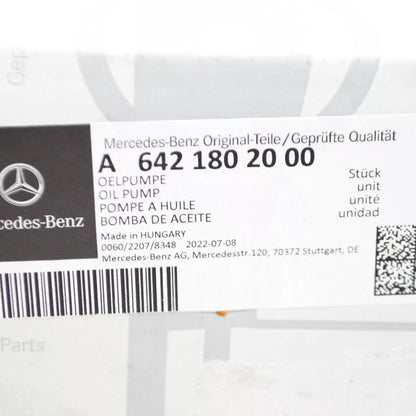 Mercedes-Benz Original-Teile/Geprüfte Qualität
A 642 180 20 00
OELPUMPE
OIL PUMP
POMPE A HUILE
BOMBA DE ACEITE
Stück
unit
unité
unidad
Made in HUNGARY
0060/2207/8348 2022-07-08
Mercedes-Benz AG, Mercedesstr.120, 70372 Stuttgart, DE
cedes-Benz
Parts